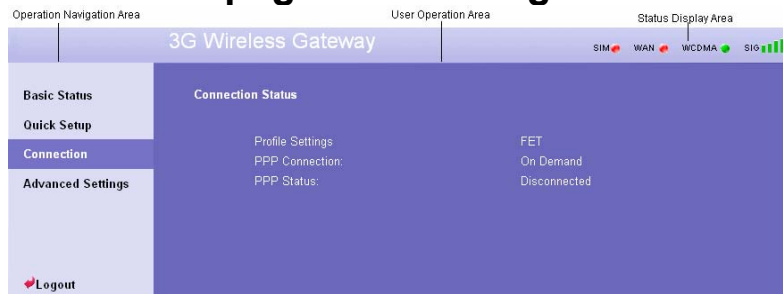 Operation Navigation Area
User Operation Area
Status Display Area
3G Wireless Gateway
SIM WAN WCDMA SIG
Basic Status
Quick Setup
Connection
Advanced Settings
Logout
Connection Status
Profile Settings FET
PPP Connection: On Demand
PPP Status: Disconnected